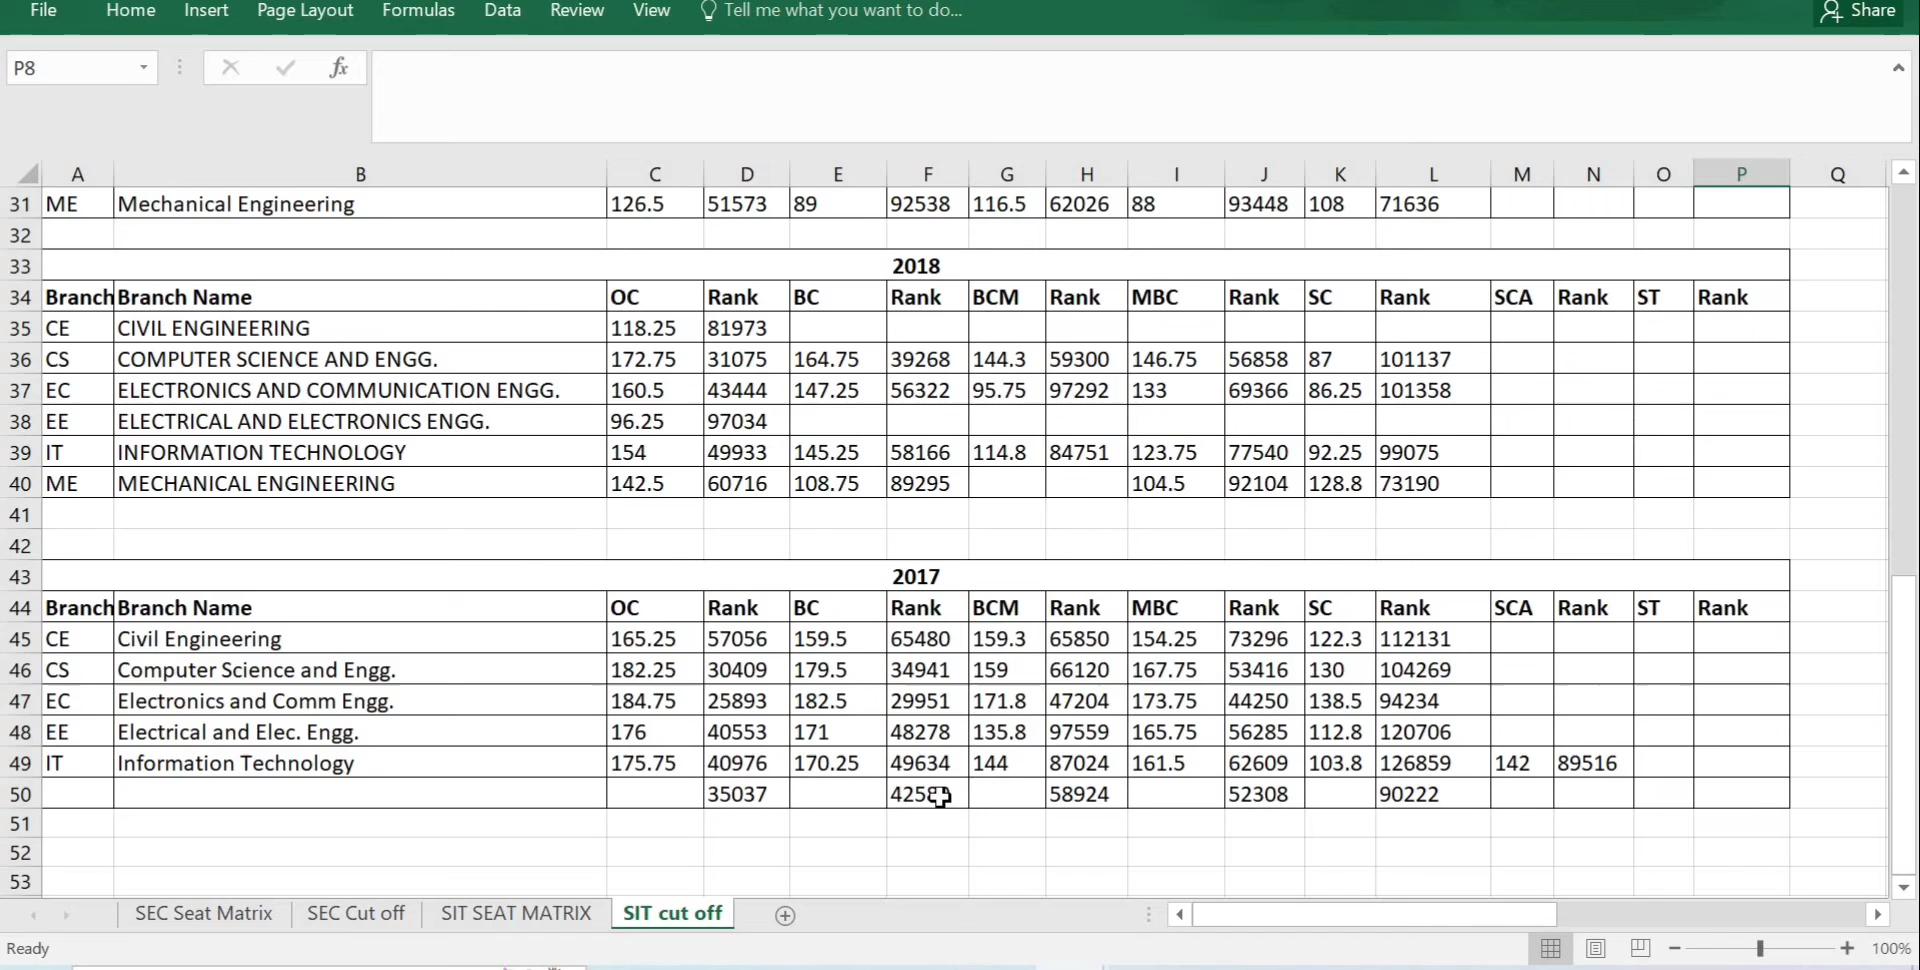 File Home Insert Page Layout Formulas Data Review View Tell me what you want to do... Share
P8 fx
A B C D E F G H I J K L M N O P Q
31 ME Mechanical Engineering 126.5 51573 89 92538 116.5 62026 88 93448 108 71636
32
33 2018
34 Branch Branch Name OC Rank BC Rank BCM Rank MBC Rank SC Rank SCA Rank ST Rank
35 CE CIVIL ENGINEERING 118.25 81973
36 CS COMPUTER SCIENCE AND ENGG. 172.75 31075 164.75 39268 144.3 59300 146.75 56858 87 101137
37 EC ELECTRONICS AND COMMUNICATION ENGG. 160.5 43444 147.25 56322 95.75 97292 133 69366 86.25 101358
38 EE ELECTRICAL AND ELECTRONICS ENGG. 96.25 97034
39 IT INFORMATION TECHNOLOGY 154 49933 145.25 58166 114.8 84751 123.75 77540 92.25 99075
40 ME MECHANICAL ENGINEERING 142.5 60716 108.75 89295 104.5 92104 128.8 73190
41
42
43 2017
44 Branch Branch Name OC Rank BC Rank BCM Rank MBC Rank SC Rank SCA Rank ST Rank
45 CE Civil Engineering 165.25 57056 159.5 65480 159.3 65850 154.25 73296 122.3 112131
46 CS Computer Science and Engg. 182.25 30409 179.5 34941 159 66120 167.75 53416 130 104269
47 EC Electronics and Comm Engg. 184.75 25893 182.5 29951 171.8 47204 173.75 44250 138.5 94234
48 EE Electrical and Elec. Engg. 176 40553 171 48278 135.8 97559 165.75 56285 112.8 120706
49 IT Information Technology 175.75 40976 170.25 49634 144 87024 161.5 62609 103.8 126859 142 89516
50 35037 58924 52308 90222
51
52
53
SEC Seat Matrix SEC Cut off SIT SEAT MATRIX SIT cut off
Ready 100%